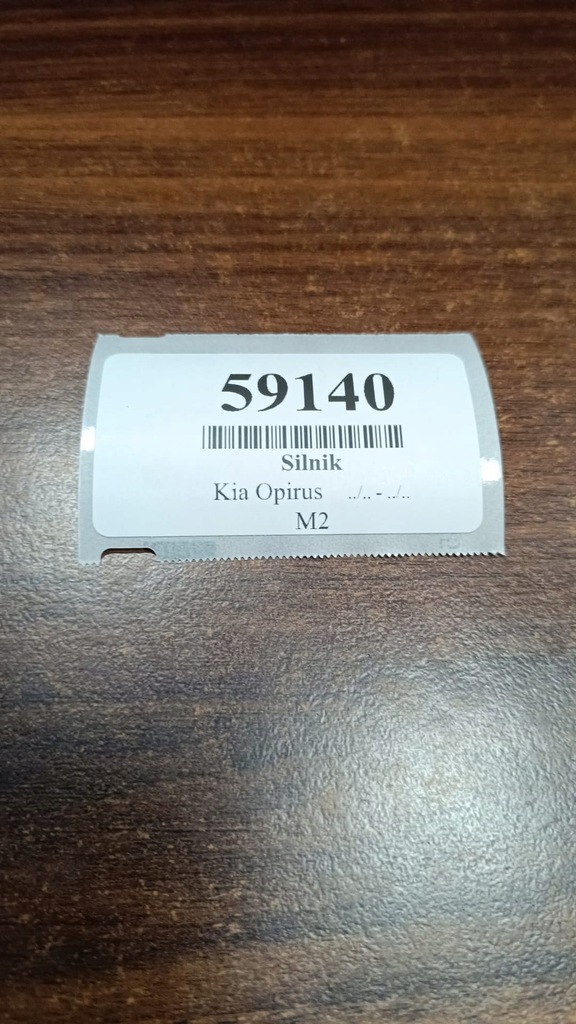 59140
Silnik
Kia Opirus ../.. - ../..
M2